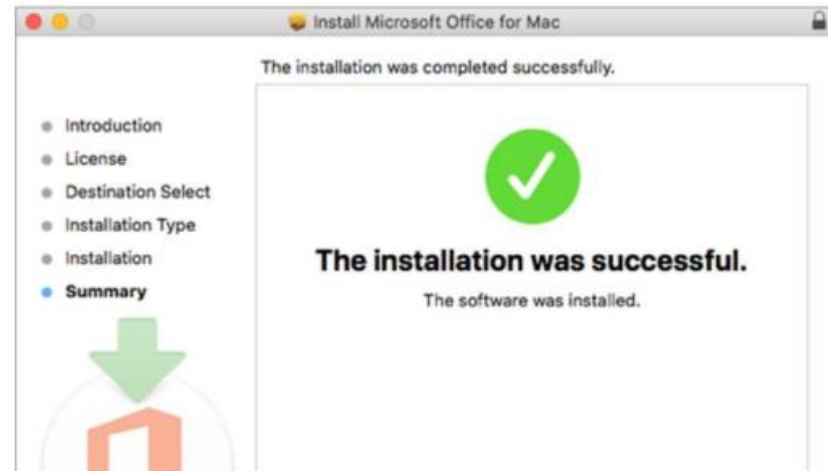 Install Microsoft Office for Mac
The installation was completed successfully.
Introduction
License
Destination Select
Installation Type
Installation
Summary
The installation was successful.
The software was installed.